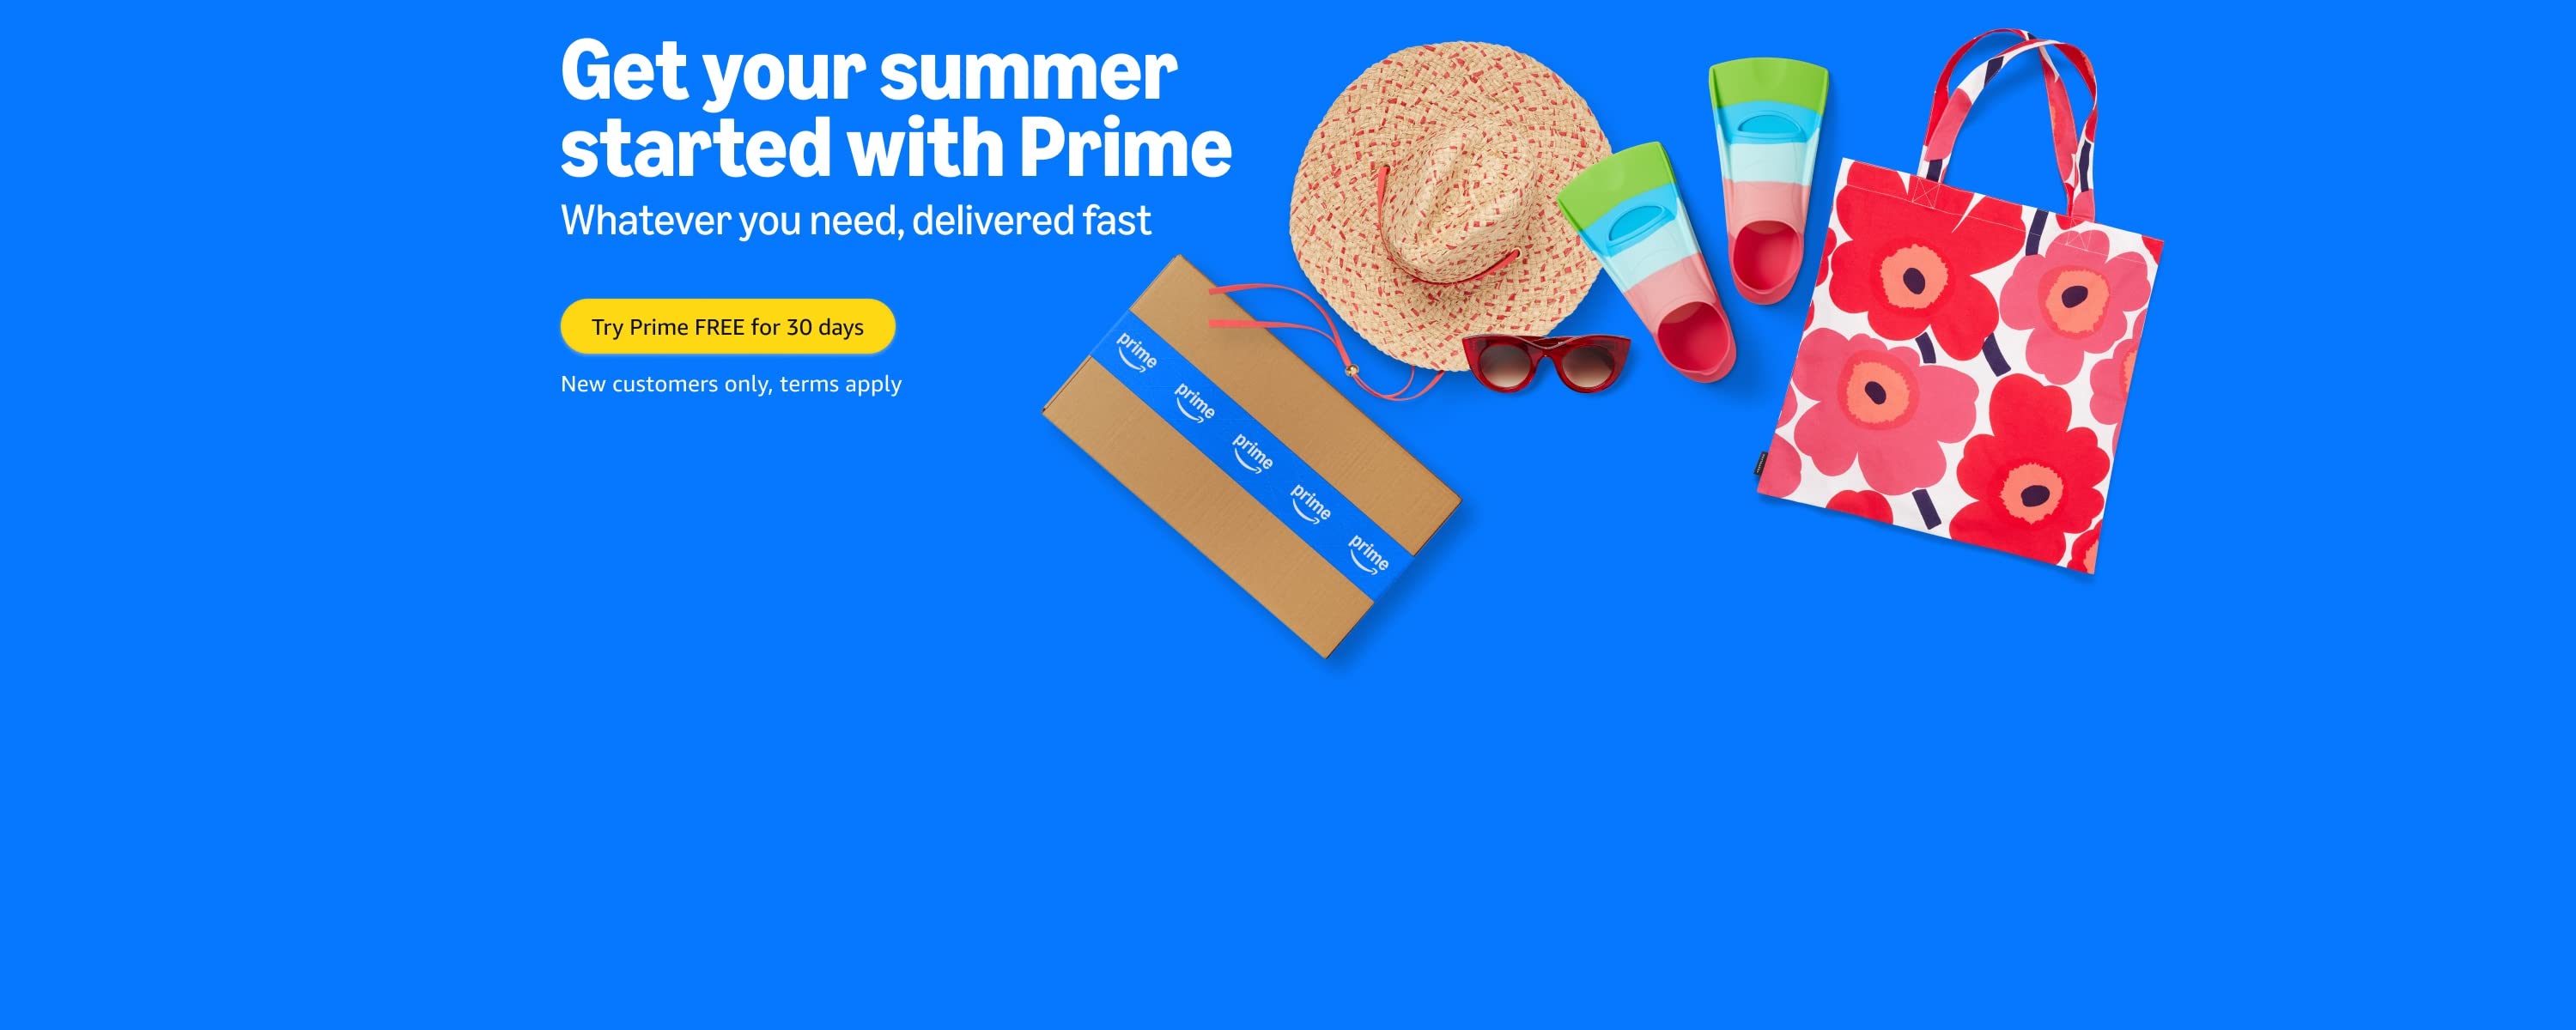 Get your summer
started with Prime
Whatever you need, delivered fast
Try Prime FREE for 30 days
New customers only, terms apply
prime
prime
prime
prime
prime